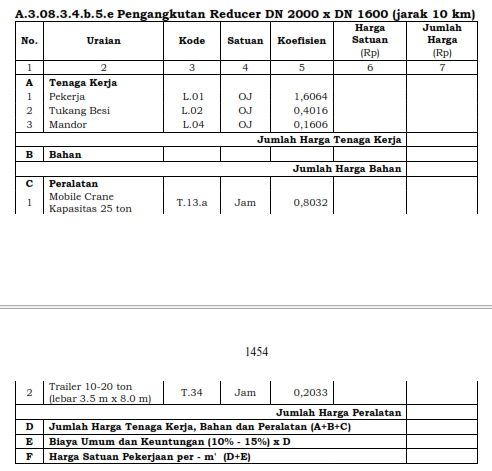 A.3.08.3.4.b.5.e Pengangkutan Reducer DN 2000 x DN 1600 (jarak 10 km)
No. Uraian Kode Satuan Koefisien Harga Satuan (Rp) Jumlah Harga (Rp)
1 2 3 4 5 6 7
A Tenaga Kerja
1 Pekerja L.01 OJ 1,6064
2 Tukang Besi L.02 OJ 0,4016
3 Mandor L.04 OJ 0,1606
Jumlah Harga Tenaga Kerja
B Bahan
Jumlah Harga Bahan
C Peralatan
1 Mobile Crane Kapasitas 25 ton T.13.a Jam 0,8032
1454
2 Trailer 10-20 ton (lebar 3.5 m x 8.0 m) T.34 Jam 0,2033
Jumlah Harga Peralatan
D Jumlah Harga Tenaga Kerja, Bahan dan Peralatan (A+B+C)
E Biaya Umum dan Keuntungan (10% - 15%) x D
F Harga Satuan Pekerjaan per - m' (D+E)